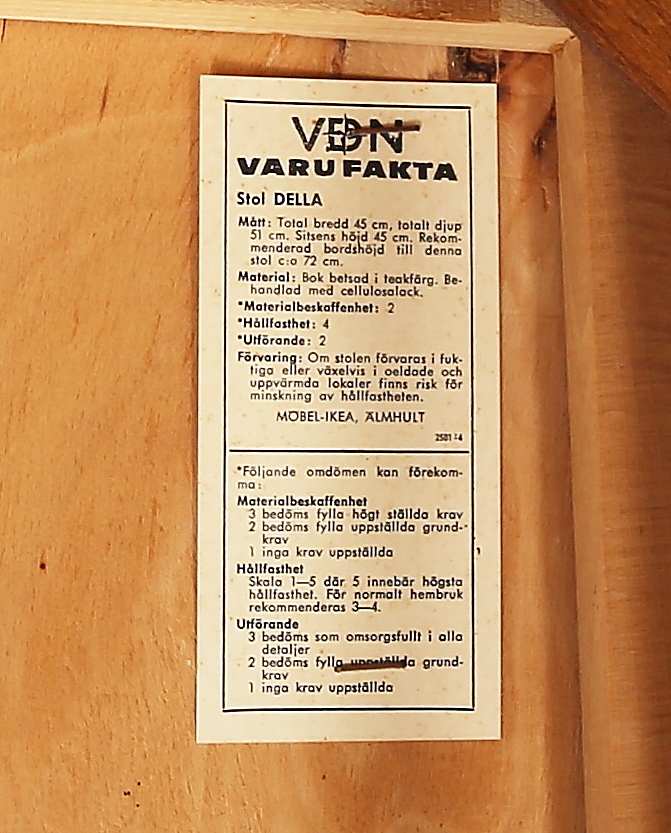 VDN
VARUFAKTA
Stol DELLA
Mått: Total bredd 45 cm, totalt djup
51 cm. Sitsens höjd 45 cm. Rekom-
menderad bordshöjd till denna
stol c:a 72 cm.
Material: Bok betsad i teakfärg. Be-
handlad med cellulosalack.
*Materialbeskaffenhet: 2
*Hållfasthet: 4
*Utförande: 2
Förvaring: Om stolen förvaras i fuk-
tiga eller växelvis i oeldade och
uppvärmda lokaler finns risk för
minskning av hållfastheten.
MÖBEL-IKEA, ÄLMHULT
*Följande omdömen kan förekom-
ma:
Materialbeskaffenhet
3 bedöms fylla högt ställda krav
2 bedöms fylla uppställda grund-
krav
1 inga krav uppställda
Hållfasthet
Skala 1—5 där 5 innebär högsta
hållfasthet. För normalt hembruk
rekommenderas 3—4.
Utförande
3 bedöms som omsorgsfullt i alla
detaljer
2 bedöms fylla uppställda grund-
krav
1 inga krav uppställda